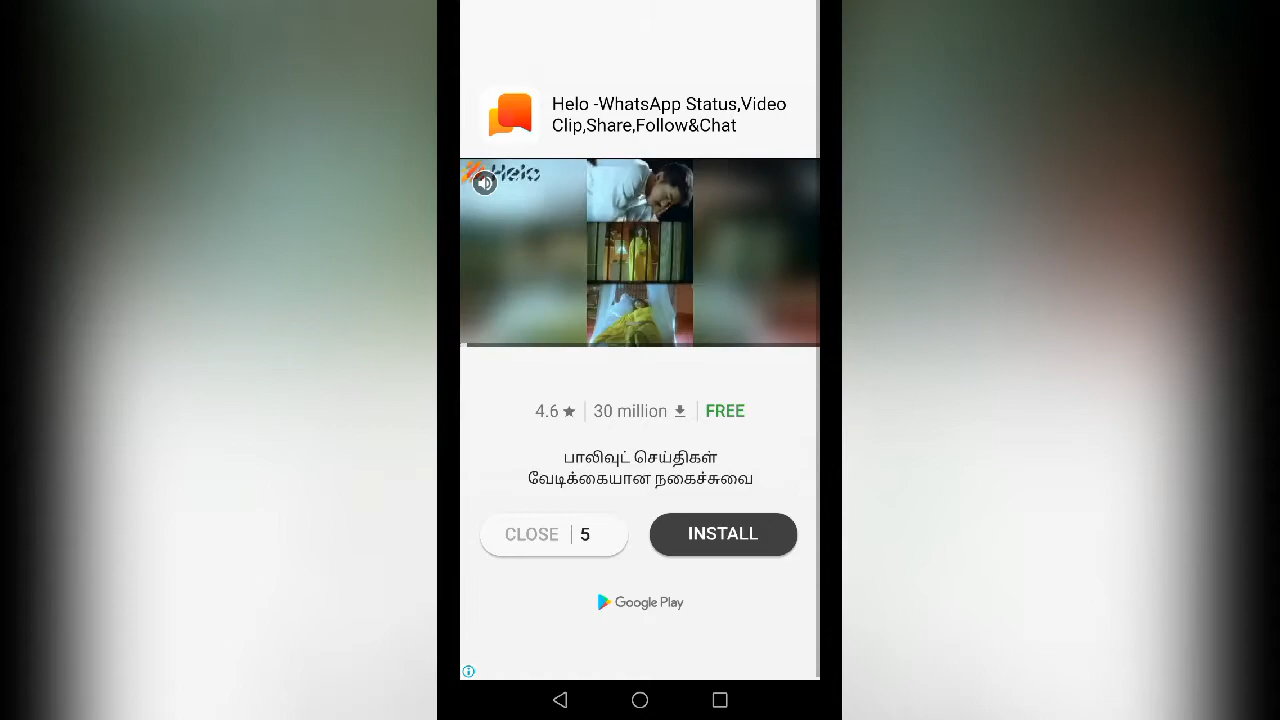 Helo -WhatsApp Status,Video
Clip,Share,Follow&Chat
Helo
4.6 ★ | 30 million | FREE
பாலிவுட் செய்திகள்
வேடிக்கையான நகைச்சுவை
CLOSE | 5
INSTALL
Google Play